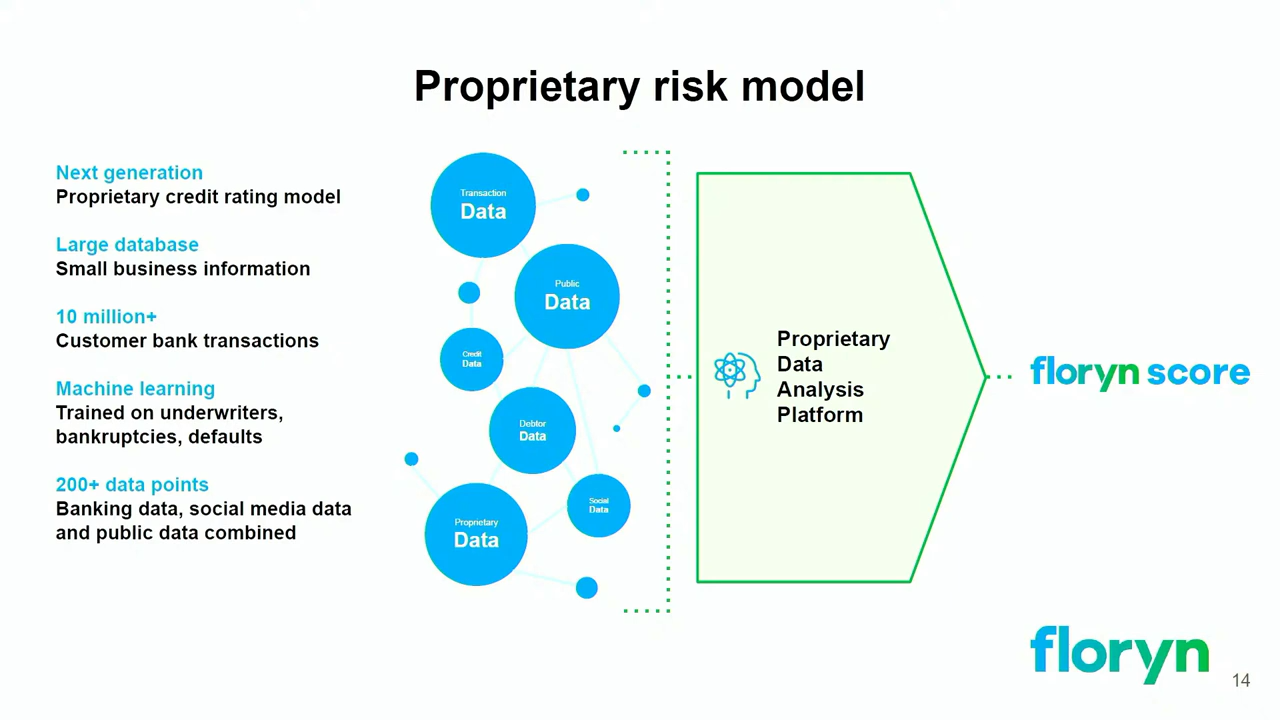 Proprietary risk model
Next generation
Proprietary credit rating model
Large database
Small business information
10 million+
Customer bank transactions
Machine learning
Trained on underwriters,
bankruptcies, defaults
200+ data points
Banking data, social media data
and public data combined
Transaction
Data
Public
Data
Credit
Data
Debtor
Data
Social
Data
Proprietary
Data
Proprietary
Data
Analysis
Platform
floryn score
floryn
14